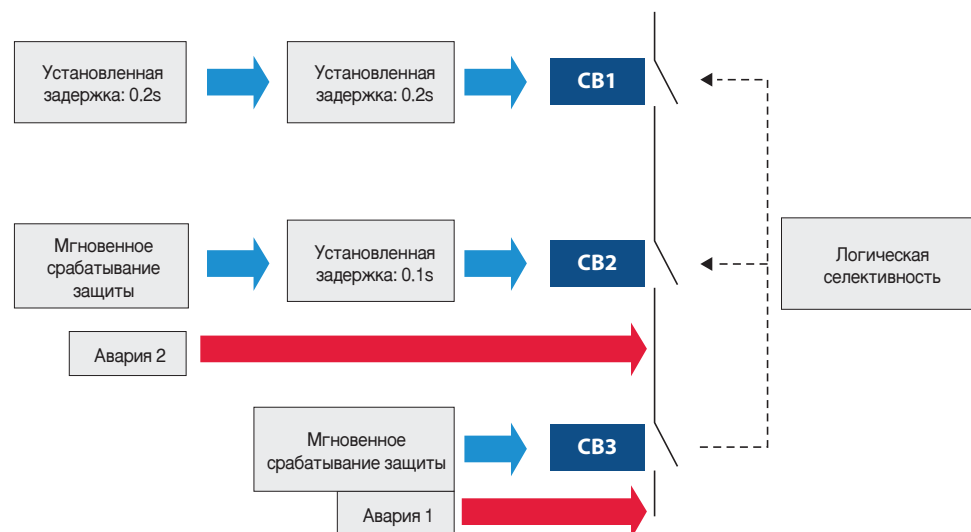 Установленная
задержка: 0.2s
Установленная
задержка: 0.2s
CB1
Мгновенное
срабатывание
защиты
Установленная
задержка: 0.1s
CB2
Логическая
селективность
Авария 2
Мгновенное
срабатывание защиты
CB3
Авария 1